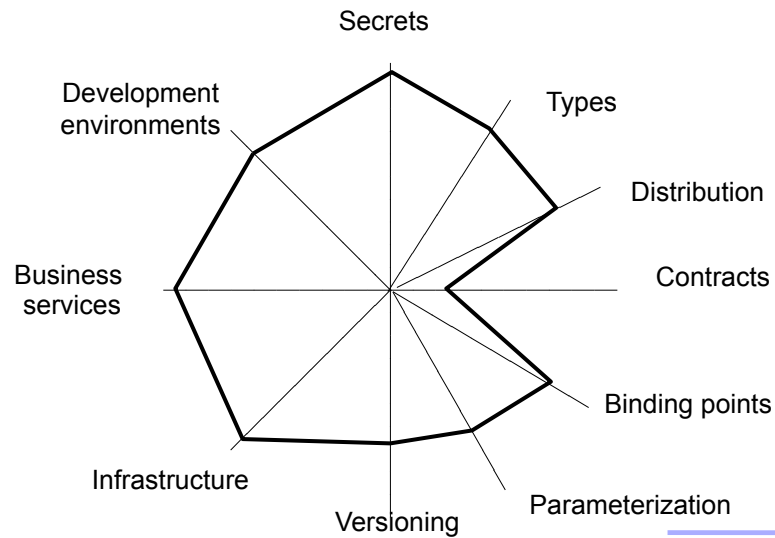 Secrets
Development
environments
Types
Distribution
Business
services
Contracts
Binding points
Infrastructure
Parameterization
Versioning